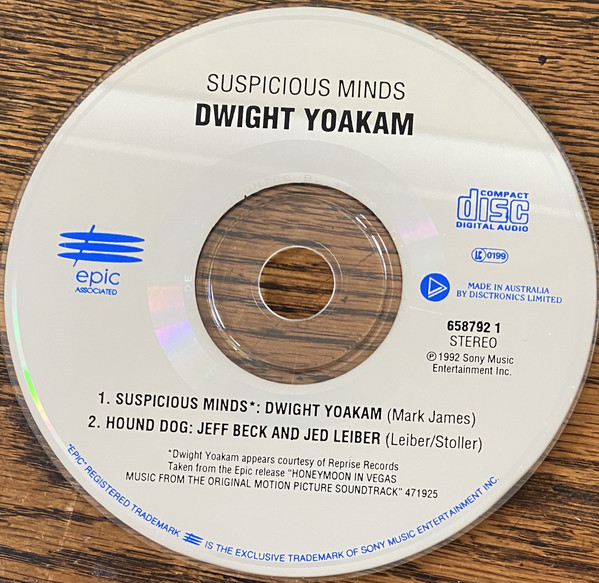 SUSPICIOUS MINDS
DWIGHT YOAKAM
COMPACT
disc
DIGITAL AUDIO
0199
epic
ASSOCIATED
MADE IN AUSTRALIA
BY DISCTRONICS LIMITED
658792 1
STEREO
℗ 1992 Sony Music
Entertainment Inc.
1. SUSPICIOUS MINDS*: DWIGHT YOAKAM (Mark James)
2. HOUND DOG: JEFF BECK AND JED LEIBER (Leiber/Stoller)
*Dwight Yoakam appears courtesy of Reprise Records
Taken from the Epic release "HONEYMOON IN VEGAS
MUSIC FROM THE ORIGINAL MOTION PICTURE SOUNDTRACK" 471925
"EPIC" REGISTERED TRADEMARK IS THE EXCLUSIVE TRADEMARK OF SONY MUSIC ENTERTAINMENT INC.